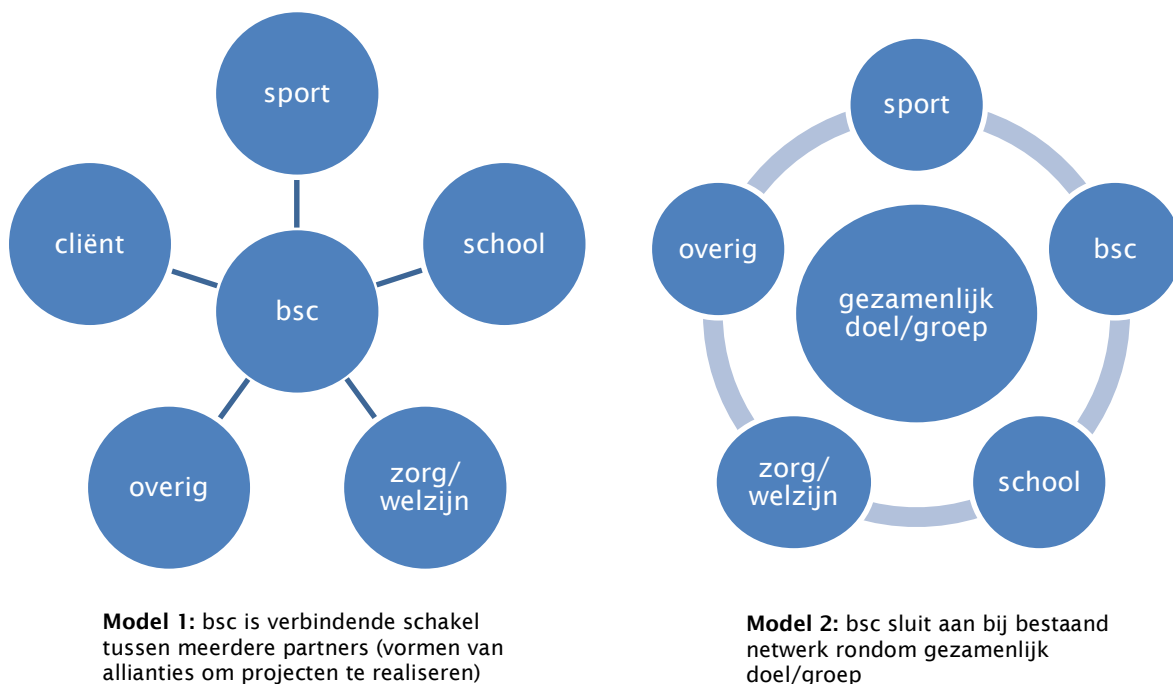 sport
cliënt
school
bsc
overig
zorg/
welzijn
Model 1: bsc is verbindende schakel
tussen meerdere partners (vormen van
allianties om projecten te realiseren)
sport
overig
bsc
gezamenlijk
doel/groep
zorg/
welzijn
school
Model 2: bsc sluit aan bij bestaand
netwerk rondom gezamenlijk
doel/groep